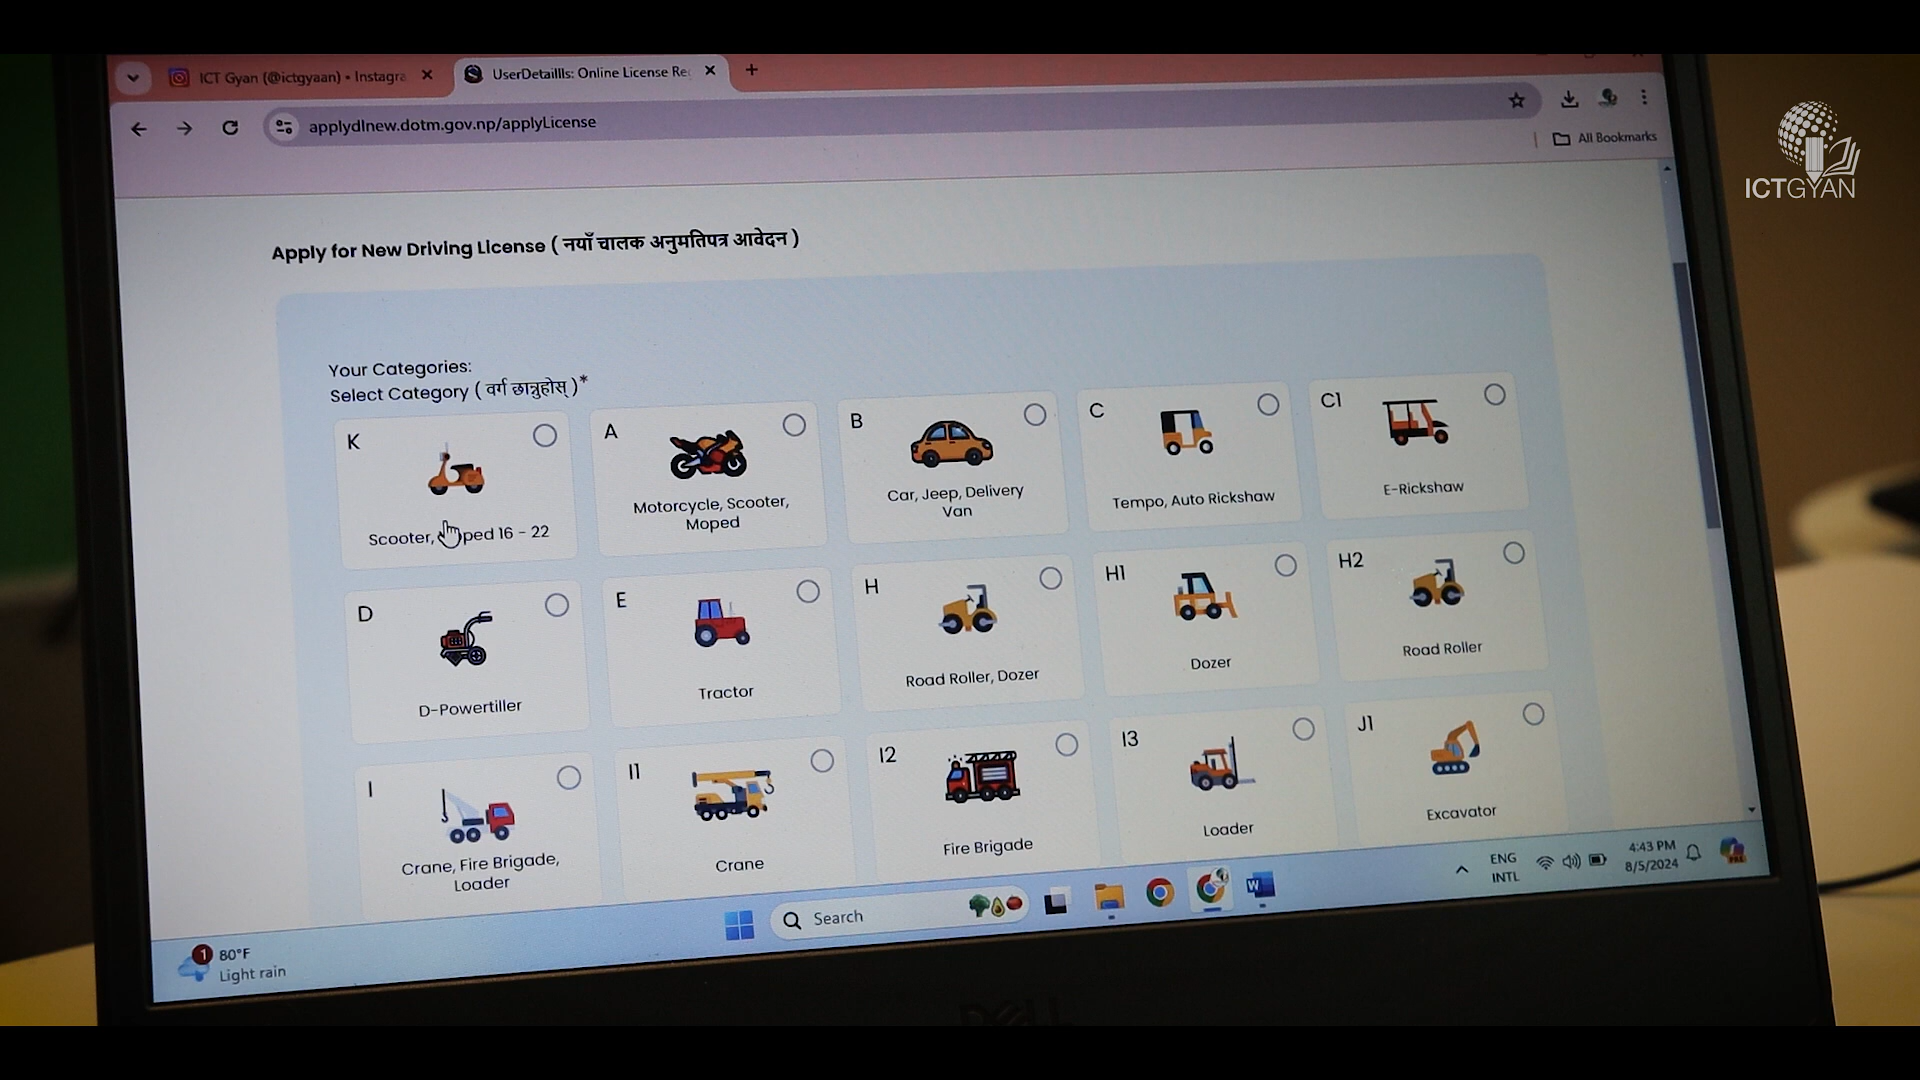 ICT Gyan (@ictgyaan) • Instagra
UserDetaillls: Online License Re
applydlnew.dotm.gov.np/applyLicense
All Bookmarks
ICTGYAN
Apply for New Driving License ( नयाँ चालक अनुमतिपत्र आवेदन )
Your Categories:
Select Category ( वर्ग छान्नुहोस् )*
K
Scooter, ped 16 - 22
A
Motorcycle, Scooter,
Moped
B
Car, Jeep, Delivery
Van
C
Tempo, Auto Rickshaw
C1
E-Rickshaw
D
D-Powertiller
E
Tractor
H
Road Roller, Dozer
H1
Dozer
H2
Road Roller
I
Crane, Fire Brigade,
Loader
I1
Crane
I2
Fire Brigade
I3
Loader
J1
Excavator
1
80°F
Light rain
Search
ENG
INTL
4:43 PM
8/5/2024
DELL